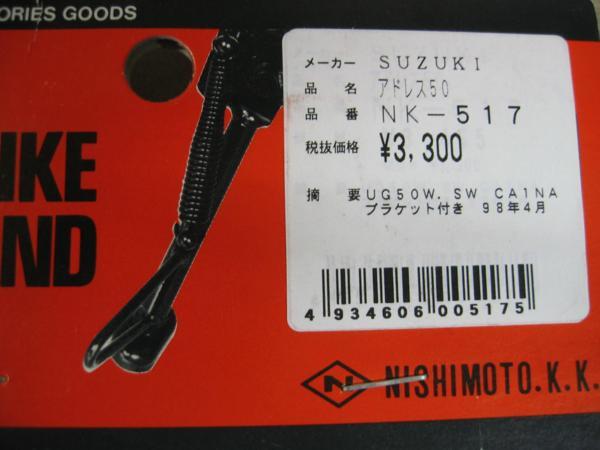 ORIES GOODS
IKE
ND
メーカー SUZUKI
品 名 アドレス50
品 番 NK-517
税抜価格 ¥3,300
摘 要 UG50W. SW CA1NA
ブラケット付き 98年4月
4 934606 005175
N NISHIMOTO.K.K.